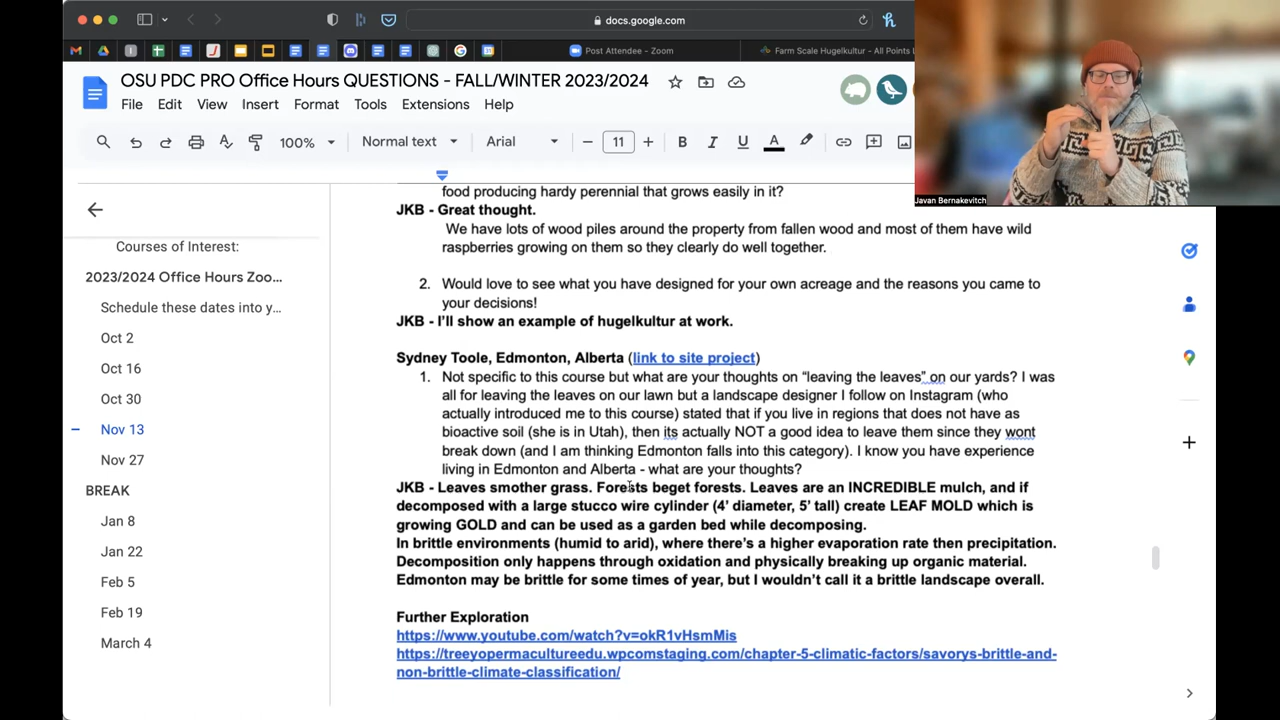 docs.google.com
Post Attendee - Zoom
Farm Scale Hugelkultur - All Points L
OSU PDC PRO Office Hours QUESTIONS - FALL/WINTER 2023/2024
File Edit View Insert Format Tools Extensions Help
100% Normal text Arial 11 B I U A
Javan Bernakevitch
Courses of Interest:
2023/2024 Office Hours Zoo...
Schedule these dates into y...
Oct 2
Oct 16
Oct 30
Nov 13
Nov 27
BREAK
Jan 8
Jan 22
Feb 5
Feb 19
March 4
food producing hardy perennial that grows easily in it?
JKB - Great thought.
We have lots of wood piles around the property from fallen wood and most of them have wild
raspberries growing on them so they clearly do well together.
2. Would love to see what you have designed for your own acreage and the reasons you came to
your decisions!
JKB - I'll show an example of hugelkultur at work.
Sydney Toole, Edmonton, Alberta (link to site project)
1. Not specific to this course but what are your thoughts on “leaving the leaves” on our yards? I was
all for leaving the leaves on our lawn but a landscape designer I follow on Instagram (who
actually introduced me to this course) stated that if you live in regions that does not have as
bioactive soil (she is in Utah), then its actually NOT a good idea to leave them since they wont
break down (and I am thinking Edmonton falls into this category). I know you have experience
living in Edmonton and Alberta - what are your thoughts?
JKB - Leaves smother grass. Forests beget forests. Leaves are an INCREDIBLE mulch, and if
decomposed with a large stucco wire cylinder (4' diameter, 5' tall) create LEAF MOLD which is
growing GOLD and can be used as a garden bed while decomposing.
In brittle environments (humid to arid), where there's a higher evaporation rate then precipitation.
Decomposition only happens through oxidation and physically breaking up organic material.
Edmonton may be brittle for some times of year, but I wouldn't call it a brittle landscape overall.
Further Exploration
https://www.youtube.com/watch?v=okR1vHsmMis
https://treeyopermacultureedu.wpcomstaging.com/chapter-5-climatic-factors/savorys-brittle-and-
non-brittle-climate-classification/